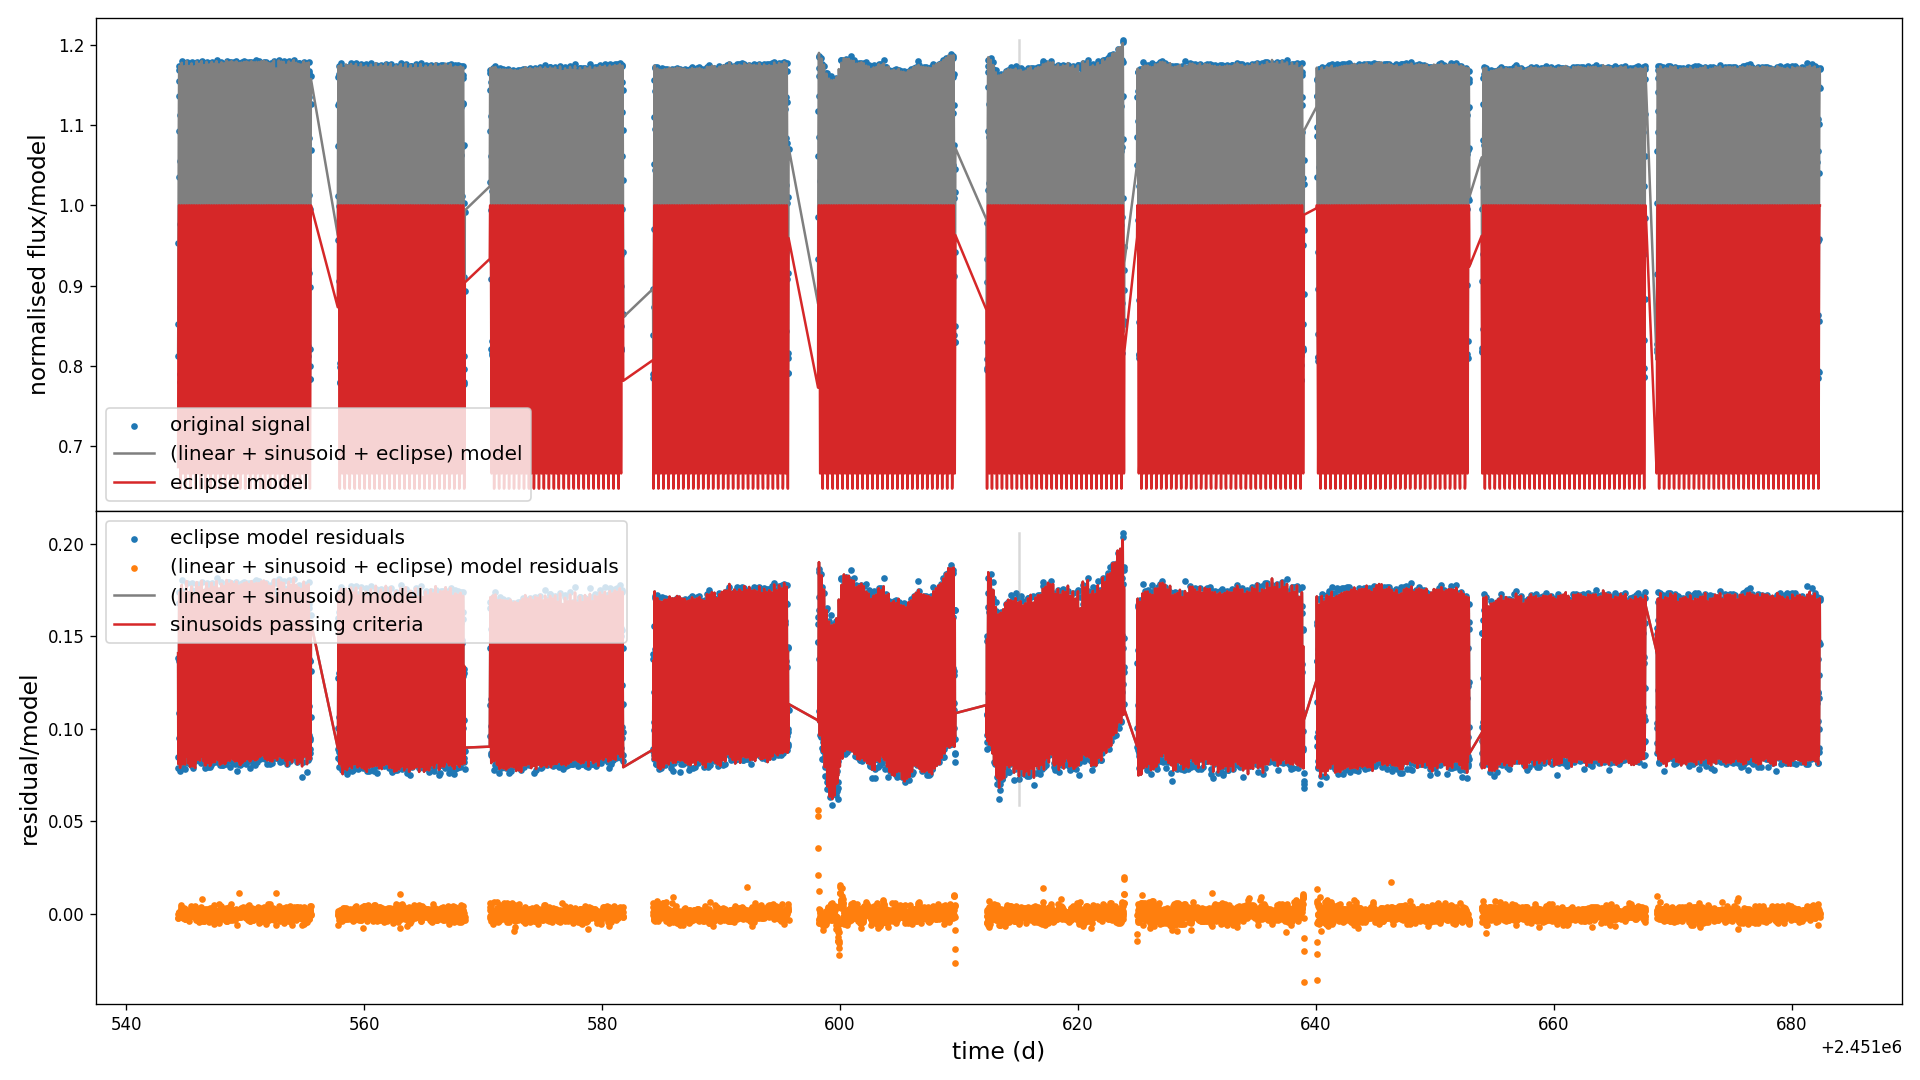 normalised flux/model
1.2
1.1
1.0
0.9
0.8
0.7
original signal
(linear + sinusoid + eclipse) model
eclipse model
residual/model
0.20
0.15
0.10
0.05
0.00
eclipse model residuals
(linear + sinusoid + eclipse) model residuals
(linear + sinusoid) model
sinusoids passing criteria
540 560 580 600 620 640 660 680
time (d)
+2.451e6